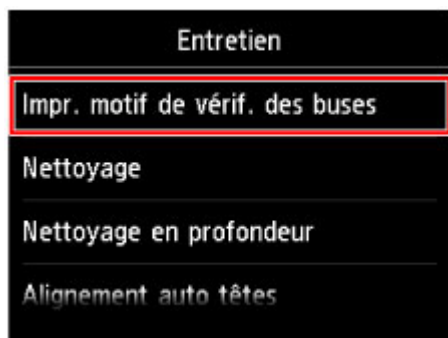 Entretien
Impr. motif de vérif. des buses
Nettoyage
Nettoyage en profondeur
Alignement auto têtes